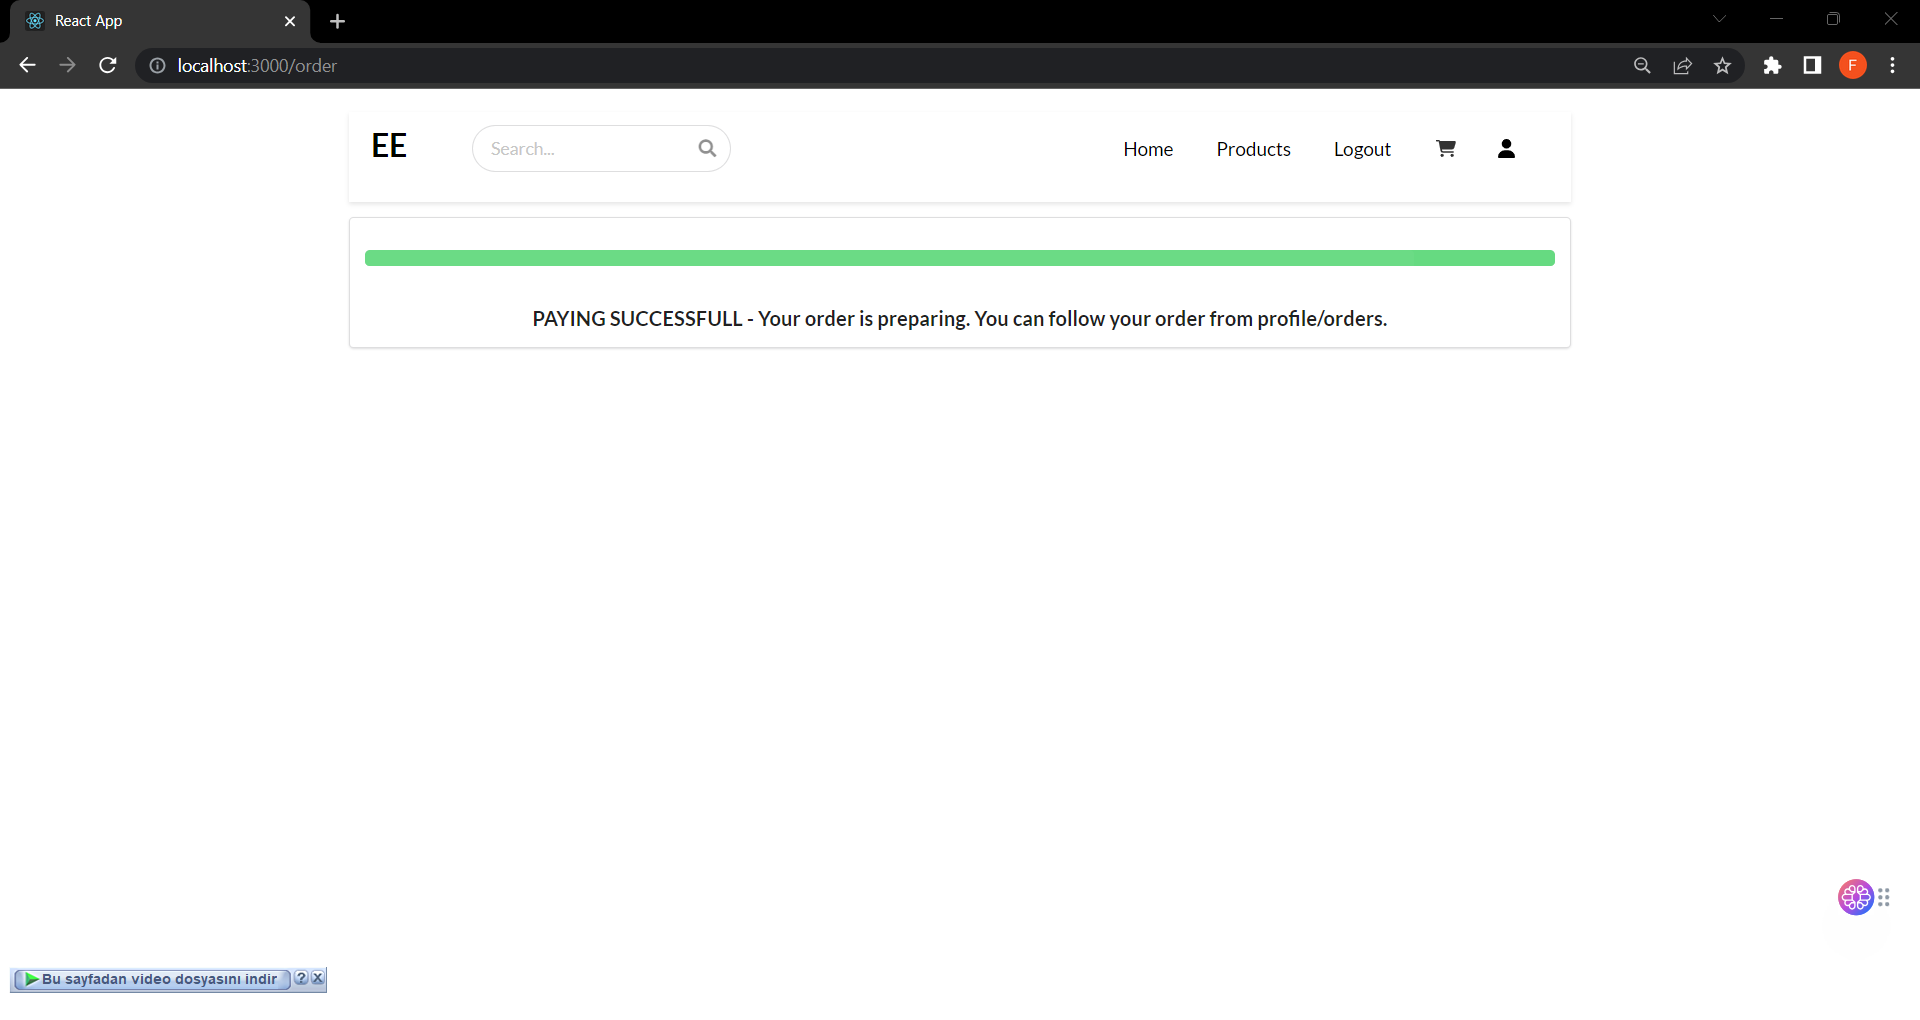 React App
localhost:3000/order
F
EE
Search...
Home
Products
Logout
PAYING SUCCESSFULL - Your order is preparing. You can follow your order from profile/orders.
Bu sayfadan video dosyasını indir
?
X